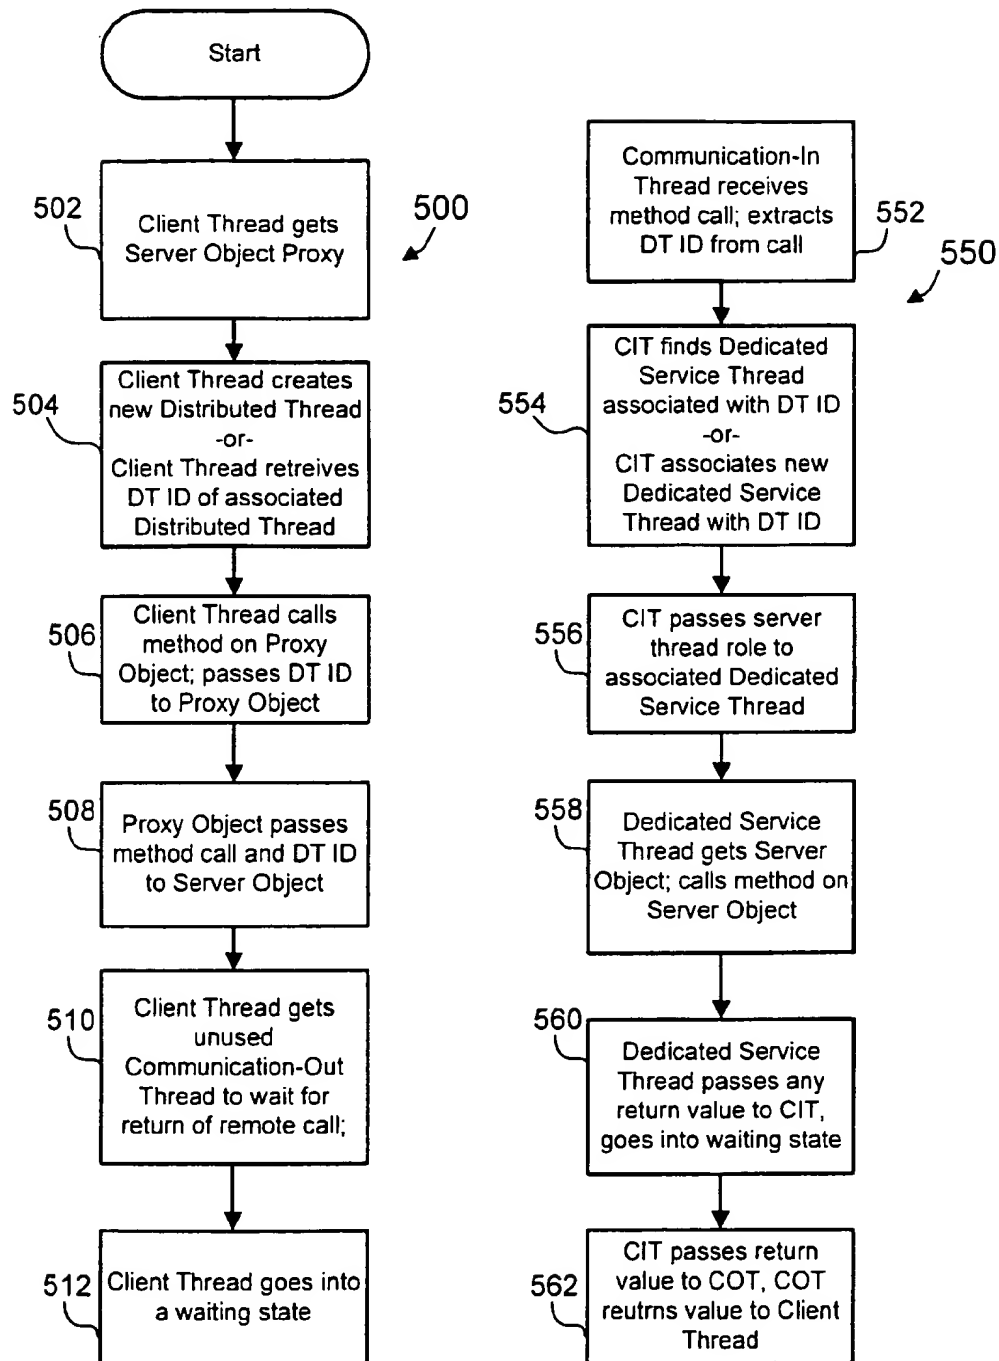 Start
502
Client Thread gets
Server Object Proxy
500
504
Client Thread creates
new Distributed Thread
-or-
Client Thread retreives
DT ID of associated
Distributed Thread
506
Client Thread calls
method on Proxy
Object; passes DT ID
to Proxy Object
508
Proxy Object passes
method call and DT ID
to Server Object
510
Client Thread gets
unused
Communication-Out
Thread to wait for
return of remote call;
512
Client Thread goes into
a waiting state
Communication-In
Thread receives
method call; extracts
DT ID from call
552
550
554
CIT finds Dedicated
Service Thread
associated with DT ID
-or-
CIT associates new
Dedicated Service
Thread with DT ID
556
CIT passes server
thread role to
associated Dedicated
Service Thread
558
Dedicated Service
Thread gets Server
Object; calls method on
Server Object
560
Dedicated Service
Thread passes any
return value to CIT,
goes into waiting state
562
CIT passes return
value to COT, COT
reutrns value to Client
Thread